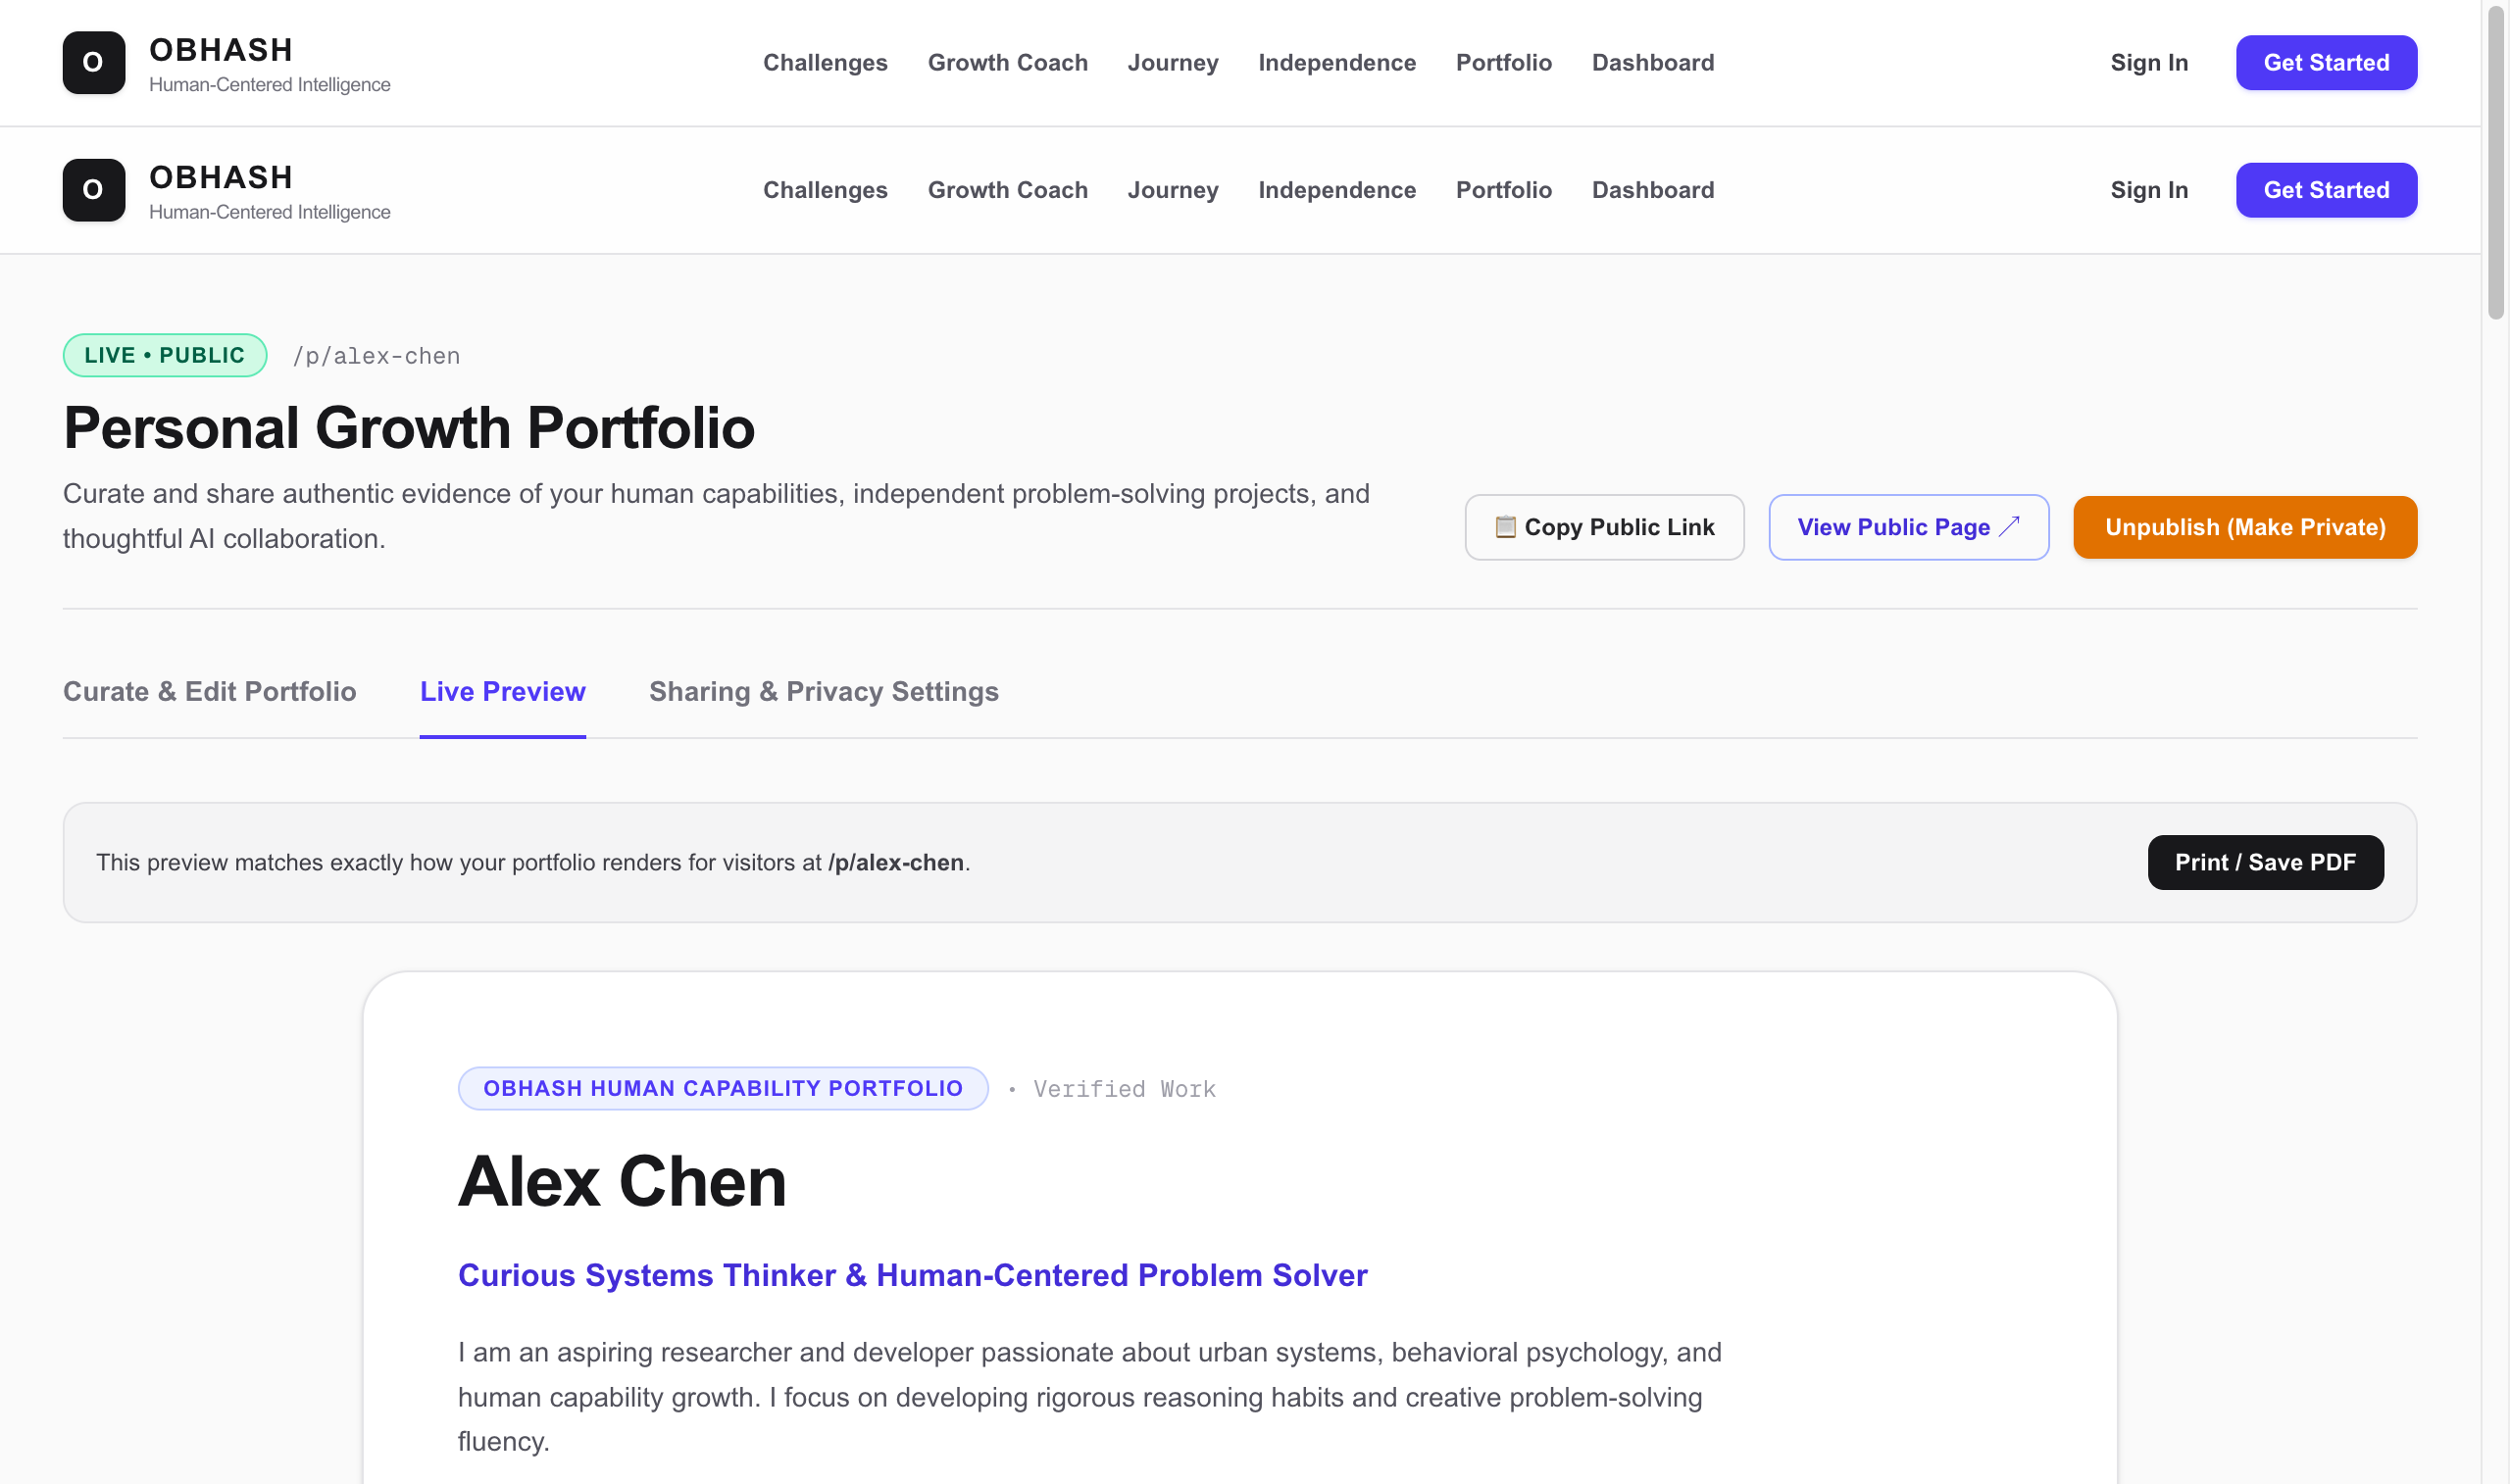 O
OBHASH
Human-Centered Intelligence
Challenges Growth Coach Journey Independence Portfolio Dashboard
Sign In Get Started
O
OBHASH
Human-Centered Intelligence
Challenges Growth Coach Journey Independence Portfolio Dashboard
Sign In Get Started
LIVE • PUBLIC /p/alex-chen
Personal Growth Portfolio
Curate and share authentic evidence of your human capabilities, independent problem-solving projects, and
thoughtful AI collaboration.
📋 Copy Public Link View Public Page ↗ Unpublish (Make Private)
Curate & Edit Portfolio Live Preview Sharing & Privacy Settings
This preview matches exactly how your portfolio renders for visitors at /p/alex-chen.
Print / Save PDF
OBHASH HUMAN CAPABILITY PORTFOLIO • Verified Work
Alex Chen
Curious Systems Thinker & Human-Centered Problem Solver
I am an aspiring researcher and developer passionate about urban systems, behavioral psychology, and
human capability growth. I focus on developing rigorous reasoning habits and creative problem-solving
fluency.